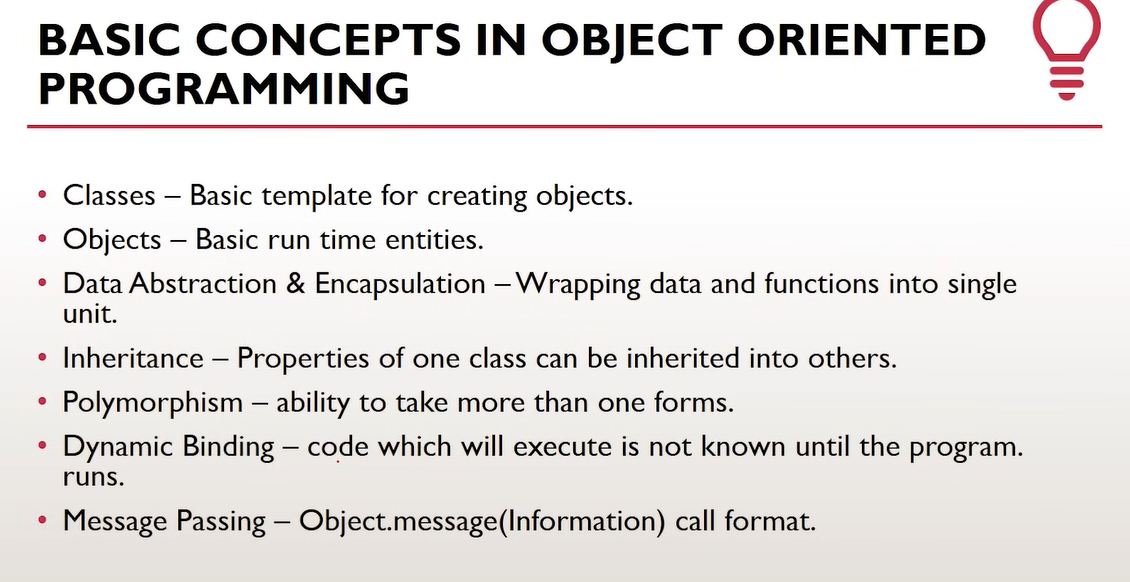 BASIC CONCEPTS IN OBJECT ORIENTED
PROGRAMMING
• Classes – Basic template for creating objects.
• Objects – Basic run time entities.
• Data Abstraction & Encapsulation – Wrapping data and functions into single
unit.
• Inheritance – Properties of one class can be inherited into others.
• Polymorphism – ability to take more than one forms.
• Dynamic Binding – code which will execute is not known until the program.
runs.
• Message Passing – Object.message(Information) call format.